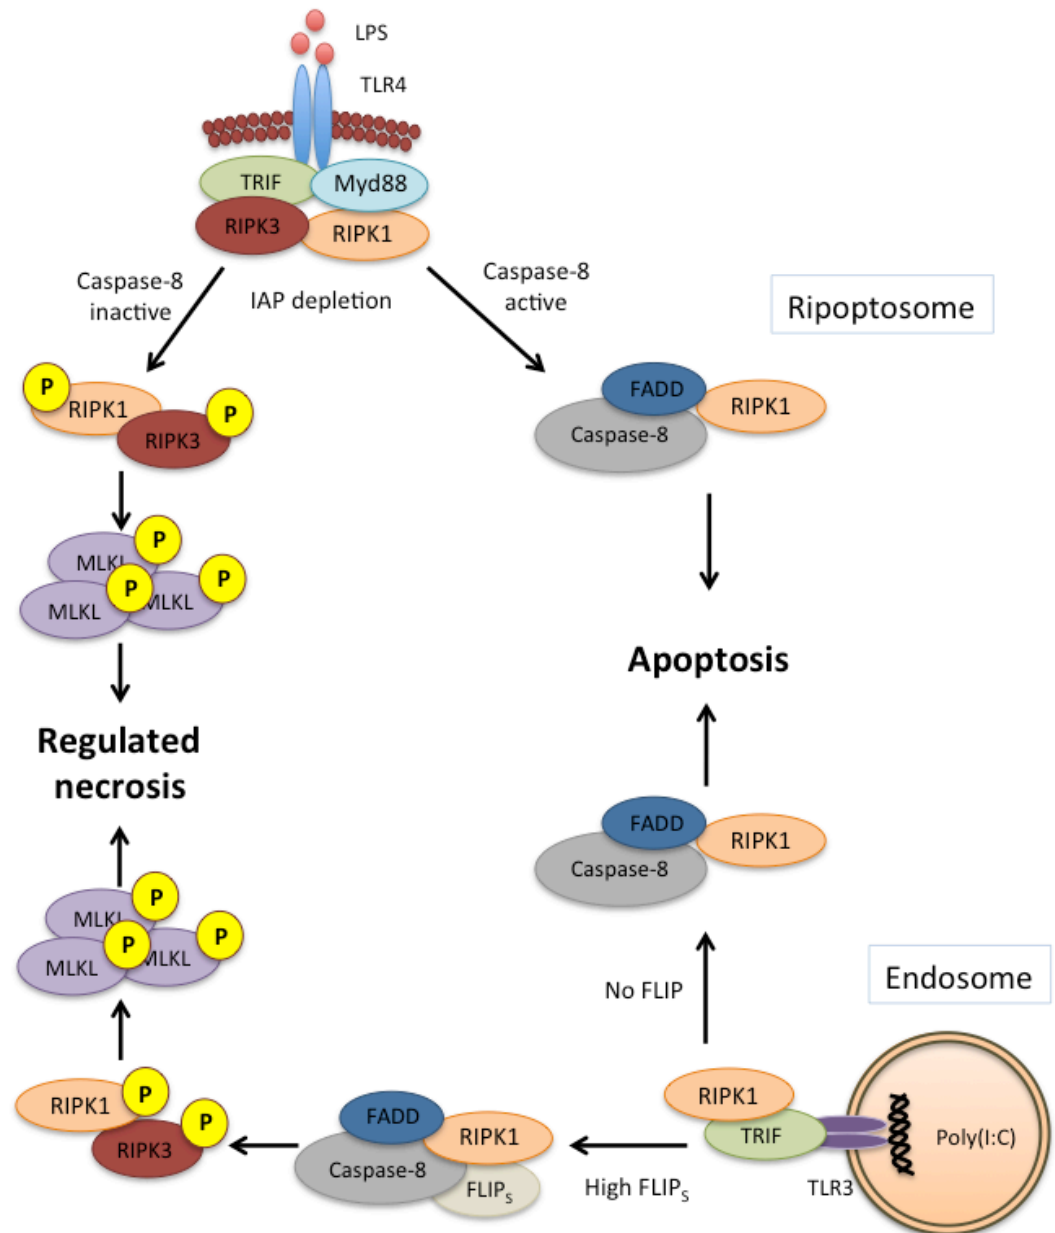 LPS
TLR4
TRIF
Myd88
RIPK3
RIPK1
Caspase-8
inactive
IAP depletion
Caspase-8
active
Ripoptosome
P
RIPK1
P
RIPK3
FADD
RIPK1
Caspase-8
P
MLKL
P
P
MLKL
MLKL
Apoptosis
Regulated
necrosis
FADD
RIPK1
Caspase-8
P
MLKL
P
P
MLKL
MLKL
No FLIP
Endosome
P
RIPK1
P
RIPK3
FADD
RIPK1
Caspase-8
FLIPS
High FLIPS
RIPK1
TRIF
TLR3
Poly(I:C)